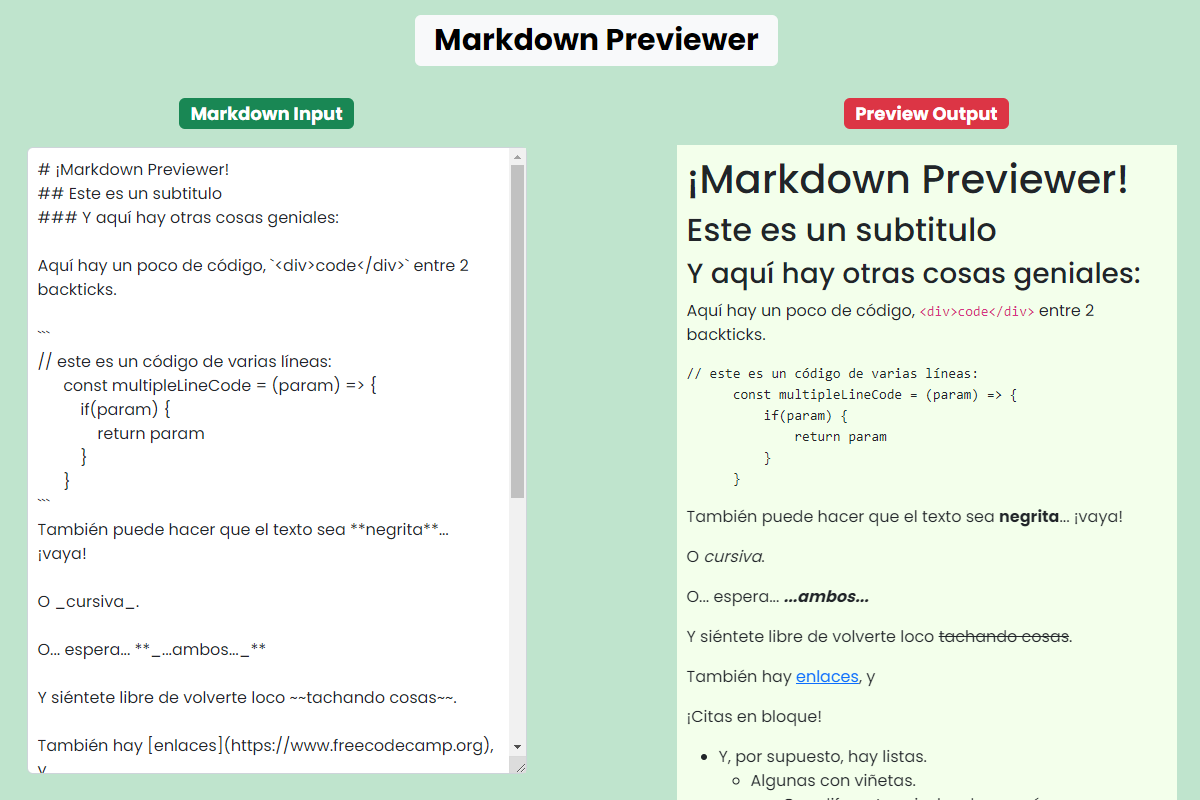 Markdown Previewer
Markdown Input
# ¡Markdown Previewer!
## Este es un subtitulo
### Y aquí hay otras cosas geniales:
Aquí hay un poco de código, `<div>code</div>` entre 2
backticks.
```
// este es un código de varias líneas:
const multipleLineCode = (param) => {
if(param) {
return param
}
}
```
También puede hacer que el texto sea **negrita**...
¡vaya!
O _cursiva_.
O... espera... **_...ambos..._**
Y siéntete libre de volverte loco ~~tachando cosas~~.
También hay [enlaces](https://www.freecodecamp.org),
y
Preview Output
¡Markdown Previewer!
Este es un subtitulo
Y aquí hay otras cosas geniales:
Aquí hay un poco de código, <div>code</div> entre 2
backticks.
// este es un código de varias líneas:
const multipleLineCode = (param) => {
if(param) {
return param
}
}
También puede hacer que el texto sea negrita... ¡vaya!
O cursiva.
O... espera... ...ambos...
Y siéntete libre de volverte loco tachando cosas.
También hay enlaces, y
¡Citas en bloque!
Y, por supuesto, hay listas.
Algunas con viñetas.